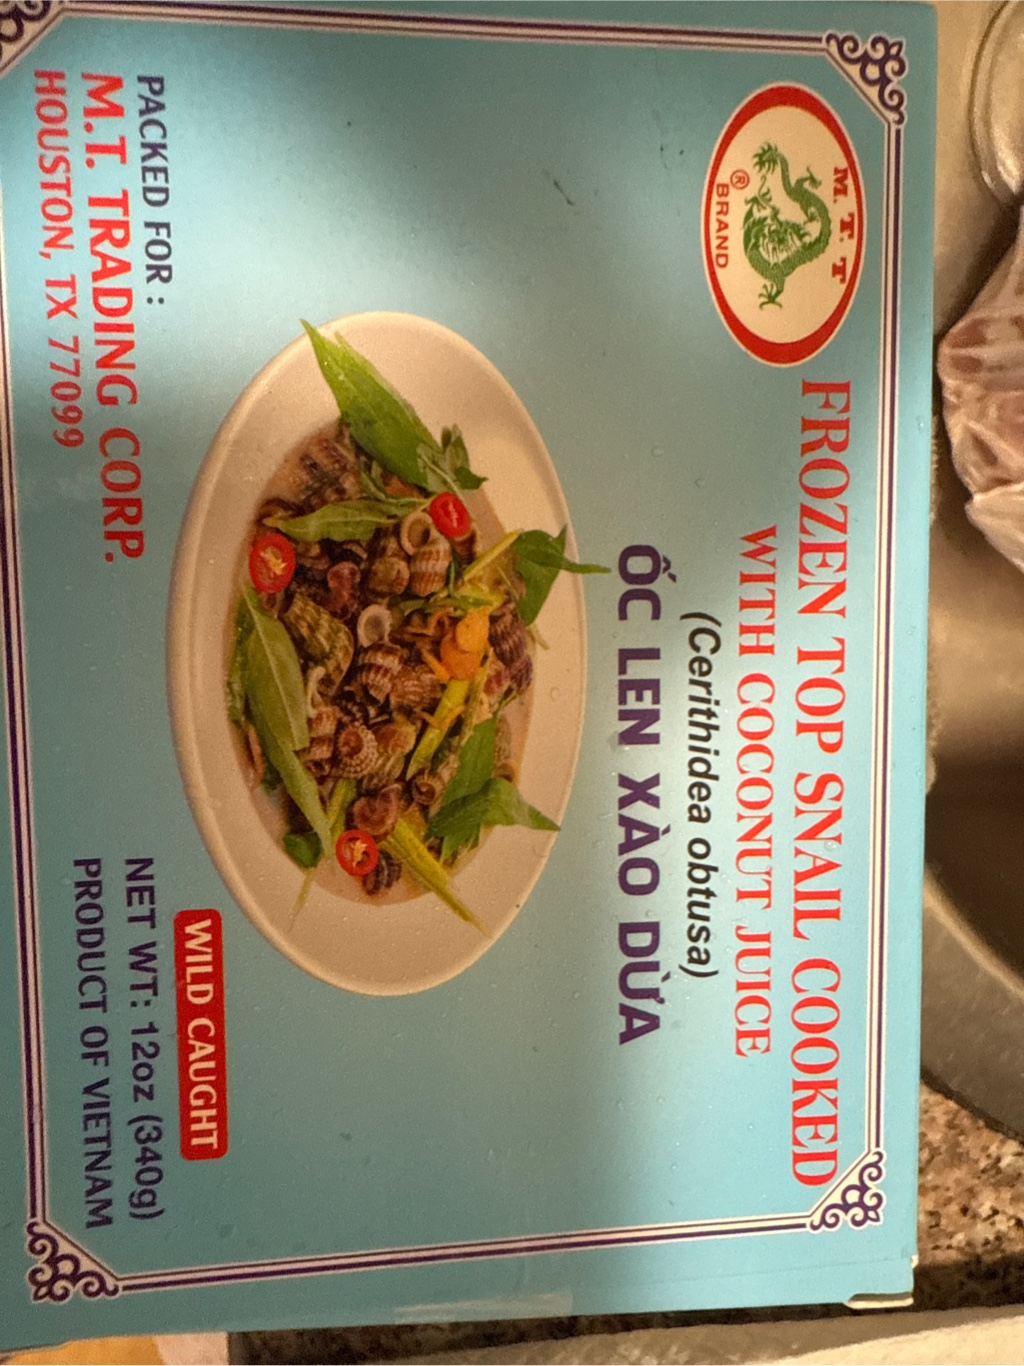 M. T. T
® BRAND
FROZEN TOP SNAIL COOKED
WITH COCONUT JUICE
(Cerithidea obtusa)
ỐC LEN XÀO DỪA
WILD CAUGHT
PACKED FOR :
M.T. TRADING CORP.
HOUSTON, TX 77099
NET WT: 12oz (340g)
PRODUCT OF VIETNAM